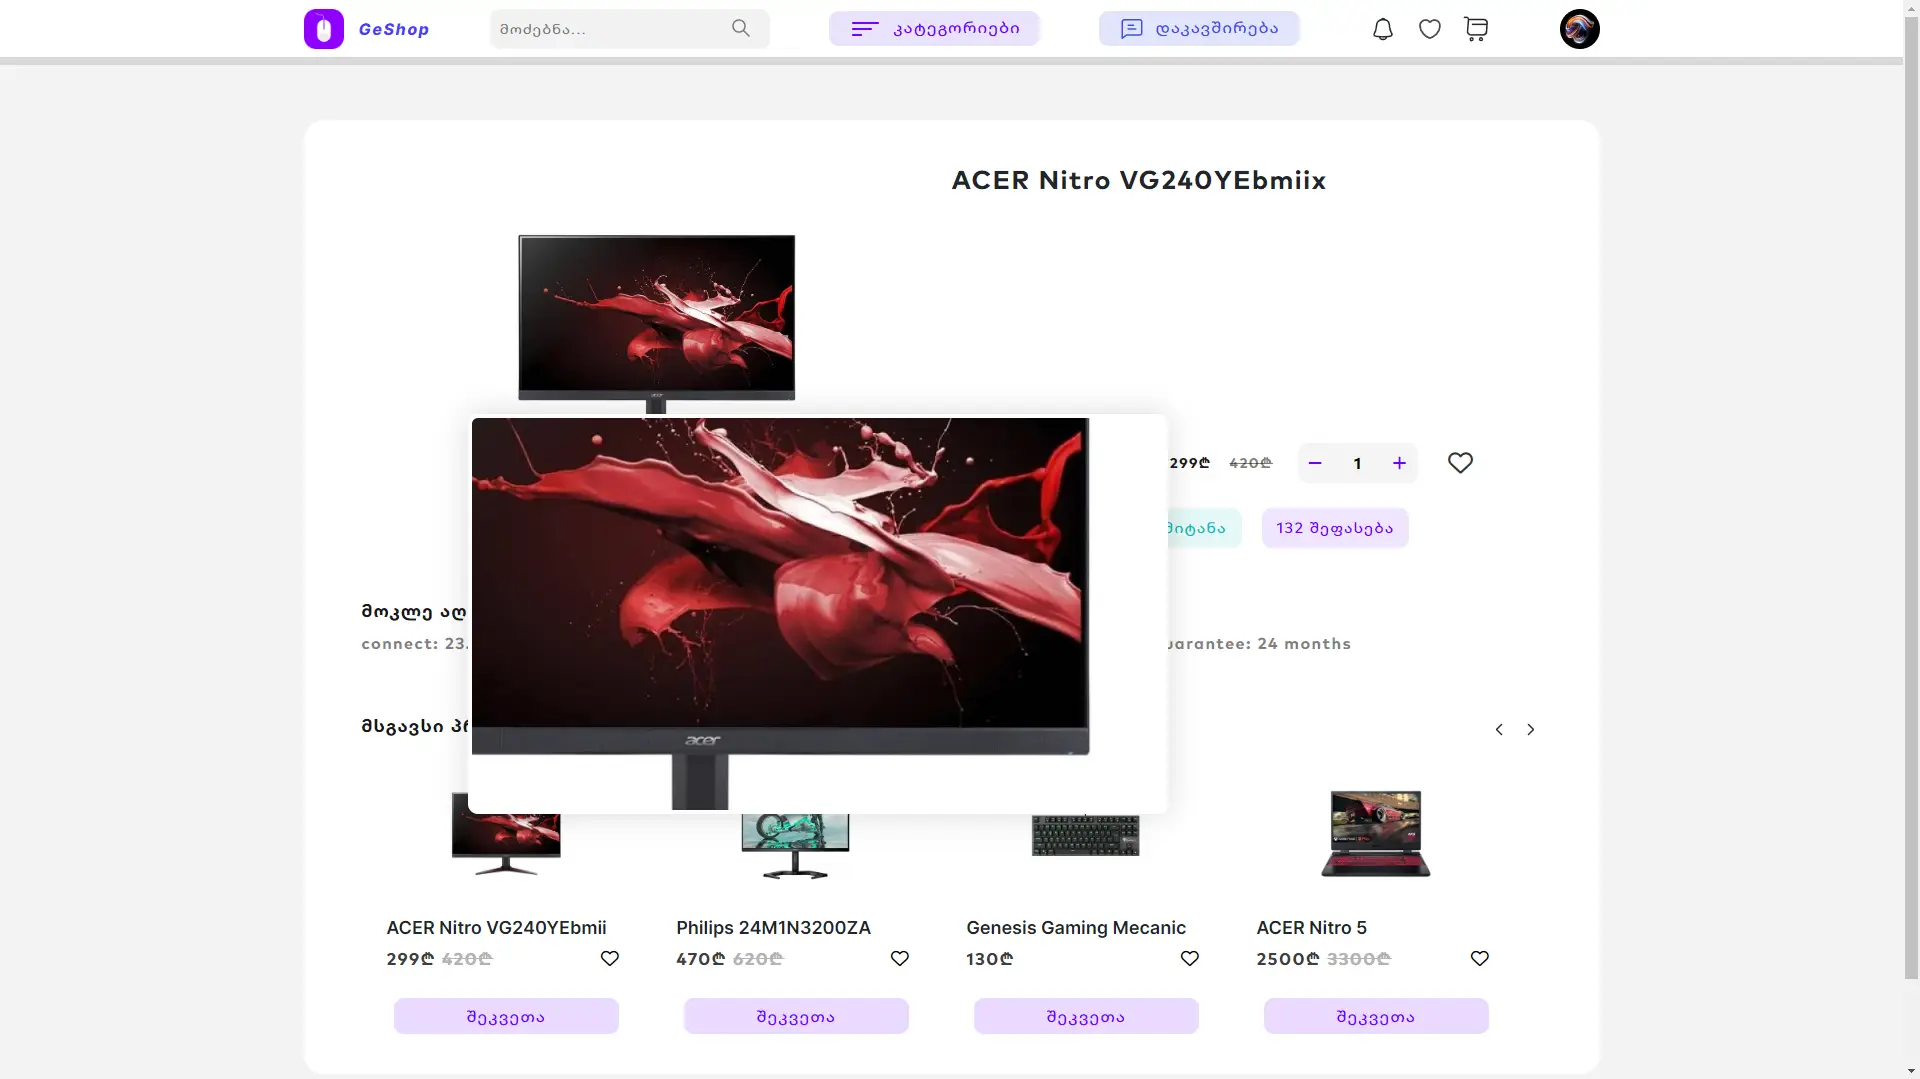 GeShop
მოძებნა...
კატეგორიები
დაკავშირება
ACER Nitro VG240YEbmiix
acer
299₾ 420₾ − 1 +
მიტანა
132 შეფასება
მოკლე აღ
connect: 23.
uarantee: 24 months
მსგავსი პრ
acer
ACER Nitro VG240YEbmii
299₾ 420₾
შეკვეთა
Philips 24M1N3200ZA
470₾ 620₾
შეკვეთა
Genesis Gaming Mecanic
130₾
შეკვეთა
ACER Nitro 5
2500₾ 3300₾
შეკვეთა